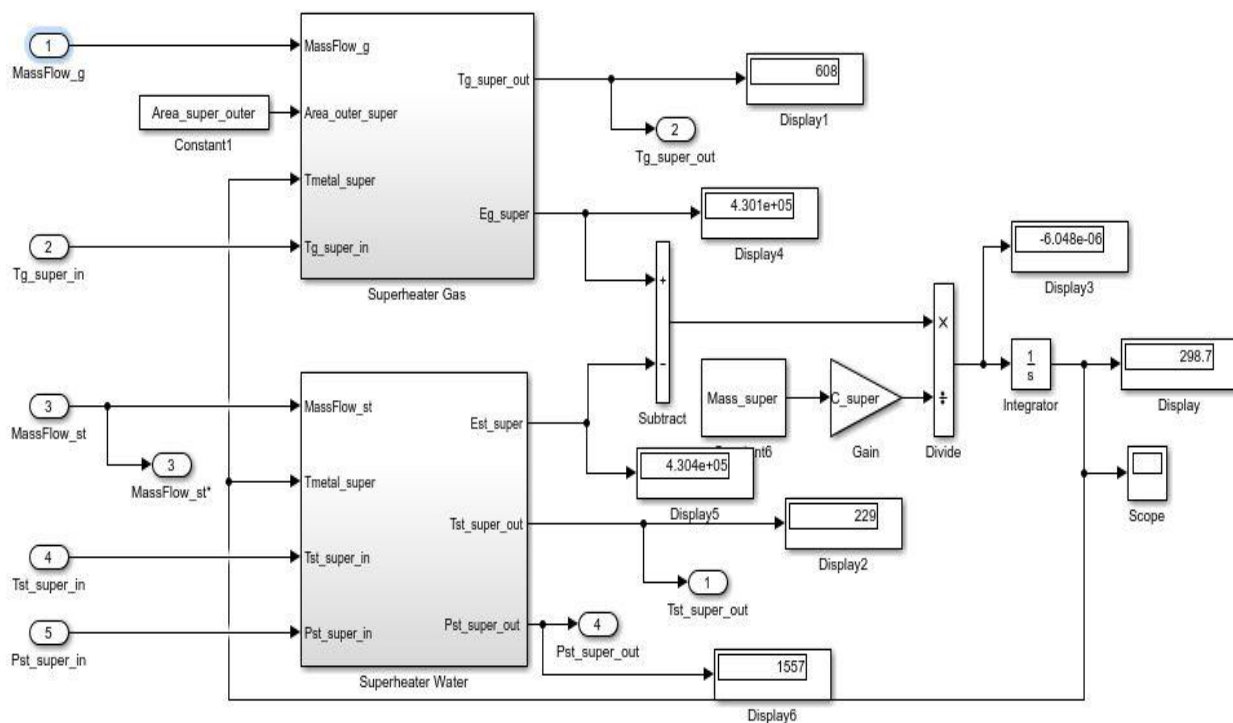 1
MassFlow_g
Area_super_outer
Constant1
2
Tg_super_in
MassFlow_g
Area_outer_super
Tmetal_super
Tg_super_in
Tg_super_out
Eg_super
Superheater Gas
608
Display1
2
Tg_super_out
4.301e+05
Display4
+
−
Subtract
-6.048e-06
Display3
×
÷
Divide
1
s
Integrator
298.7
Display
Mass_super
C_super
Gain
Scope
3
MassFlow_st
3
MassFlow_st*
4
Tst_super_in
5
Pst_super_in
MassFlow_st
Tmetal_super
Tst_super_in
Pst_super_in
Est_super
Tst_super_out
Pst_super_out
Superheater Water
4.304e+05
Display5
229
Display2
1
Tst_super_out
4
Pst_super_out
1557
Display6